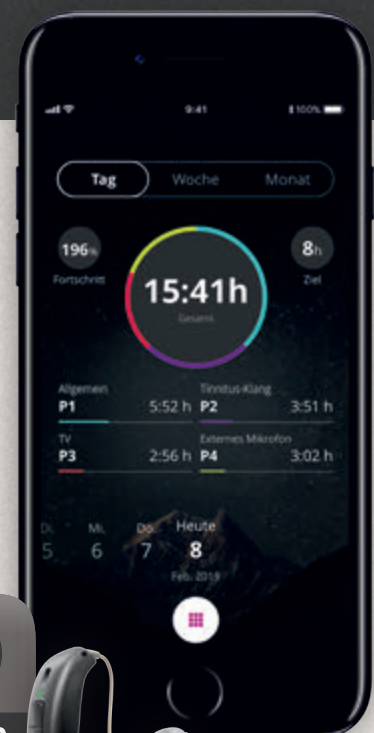 9:41
100%
Tag Woche Monat
196% 8h
Fortschritt Ziel
15:41h
Gesamt
Allgemein Tinnitus-Klang
P1 5:52 h P2 3:51 h
TV Externes Mikrofon
P3 2:56 h P4 3:02 h
Di. Mi. Do. Heute
5 6 7 8
Feb. 2019